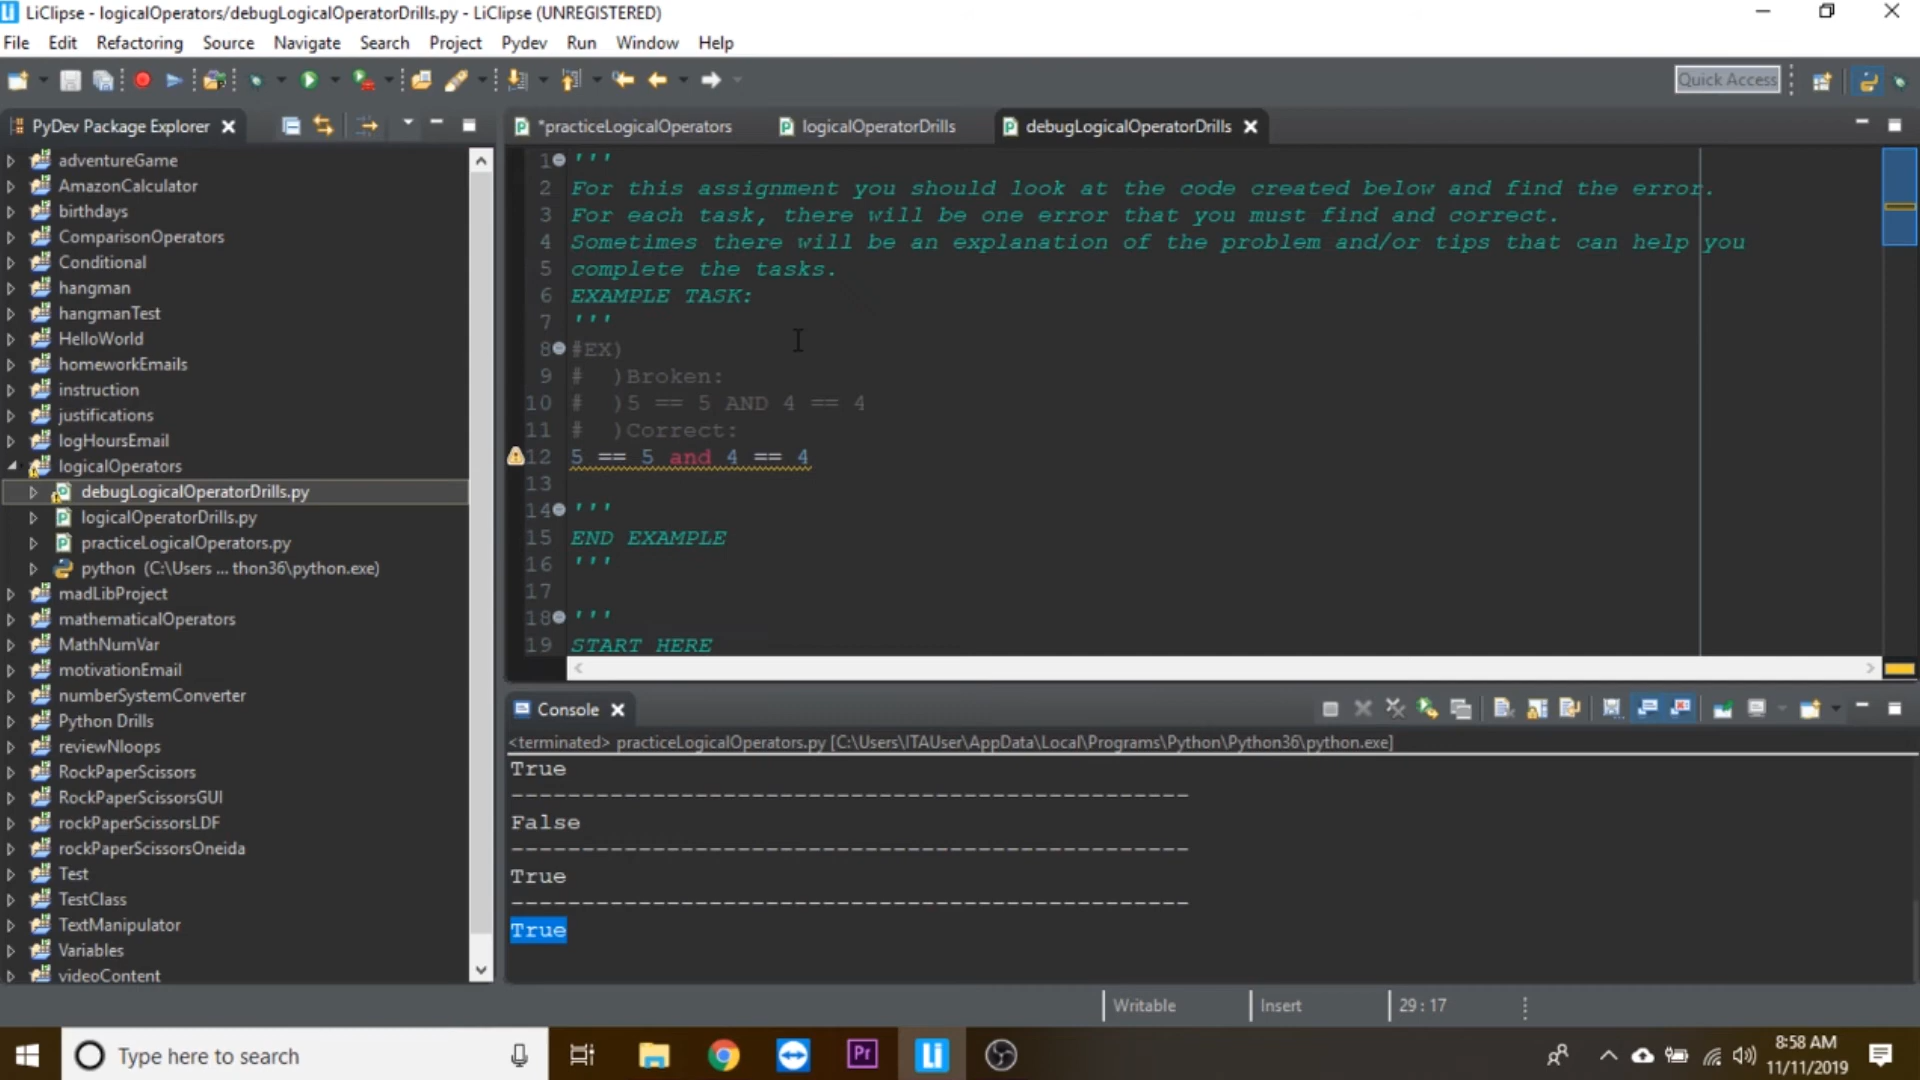 LiClipse - logicalOperators/debugLogicalOperatorDrills.py - LiClipse (UNREGISTERED)
File Edit Refactoring Source Navigate Search Project Pydev Run Window Help
Quick Access
PyDev Package Explorer
*practiceLogicalOperators logicalOperatorDrills debugLogicalOperatorDrills
adventureGame
AmazonCalculator
birthdays
ComparisonOperators
Conditional
hangman
hangmanTest
HelloWorld
homeworkEmails
instruction
justifications
logHoursEmail
logicalOperators
debugLogicalOperatorDrills.py
logicalOperatorDrills.py
practiceLogicalOperators.py
python (C:\Users ... thon36\python.exe)
madLibProject
mathematicalOperators
MathNumVar
motivationEmail
numberSystemConverter
Python Drills
reviewNloops
RockPaperScissors
RockPaperScissorsGUI
rockPaperScissorsLDF
rockPaperScissorsOneida
Test
TestClass
TextManipulator
Variables
videoContent
1 '''
2 For this assignment you should look at the code created below and find the error.
3 For each task, there will be one error that you must find and correct.
4 Sometimes there will be an explanation of the problem and/or tips that can help you
5 complete the tasks.
6 EXAMPLE TASK:
7 '''
8 #EX)
9 # )Broken:
10 # )5 == 5 AND 4 == 4
11 # )Correct:
12 5 == 5 and 4 == 4
13
14 '''
15 END EXAMPLE
16 '''
17
18 '''
19 START HERE
Console
<terminated> practiceLogicalOperators.py [C:\Users\ITAUser\AppData\Local\Programs\Python\Python36\python.exe]
True
--------------------------------------------------
False
--------------------------------------------------
True
--------------------------------------------------
True
Writable Insert 29 : 17
Type here to search
Pr
Li
8:58 AM
11/11/2019